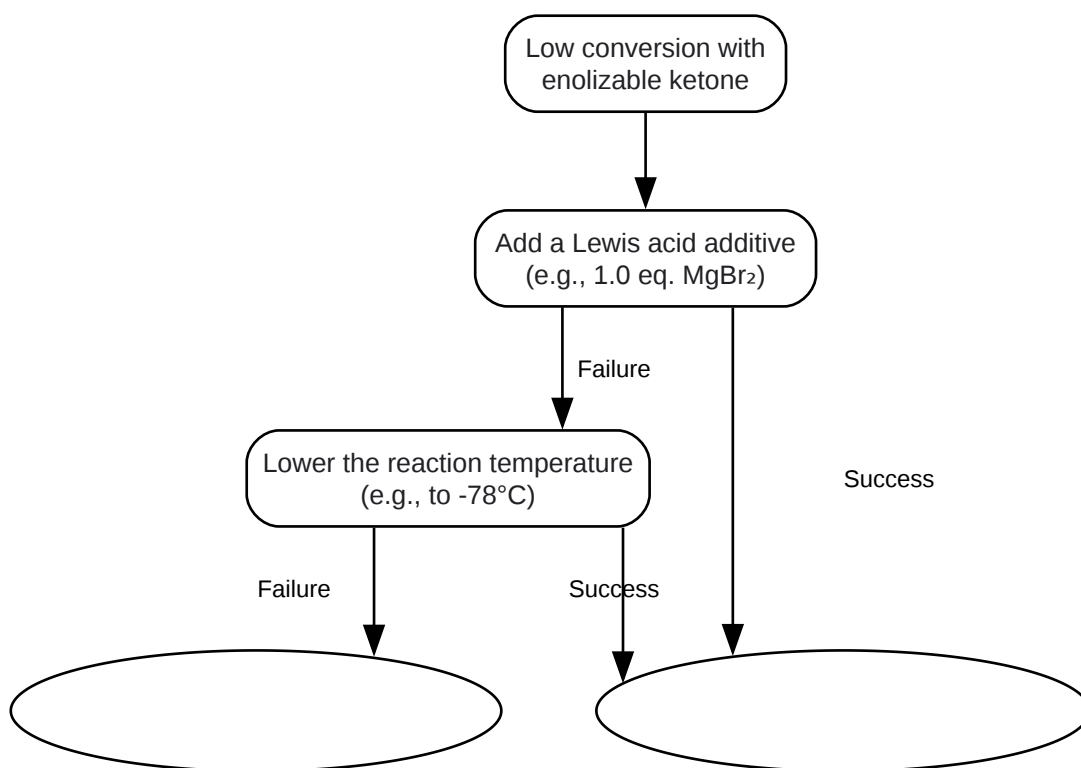 Low conversion with
enolizable ketone
Add a Lewis acid additive
(e.g., 1.0 eq. MgBr₂)
Failure
Lower the reaction temperature
(e.g., to -78°C)
Success
Failure
Success